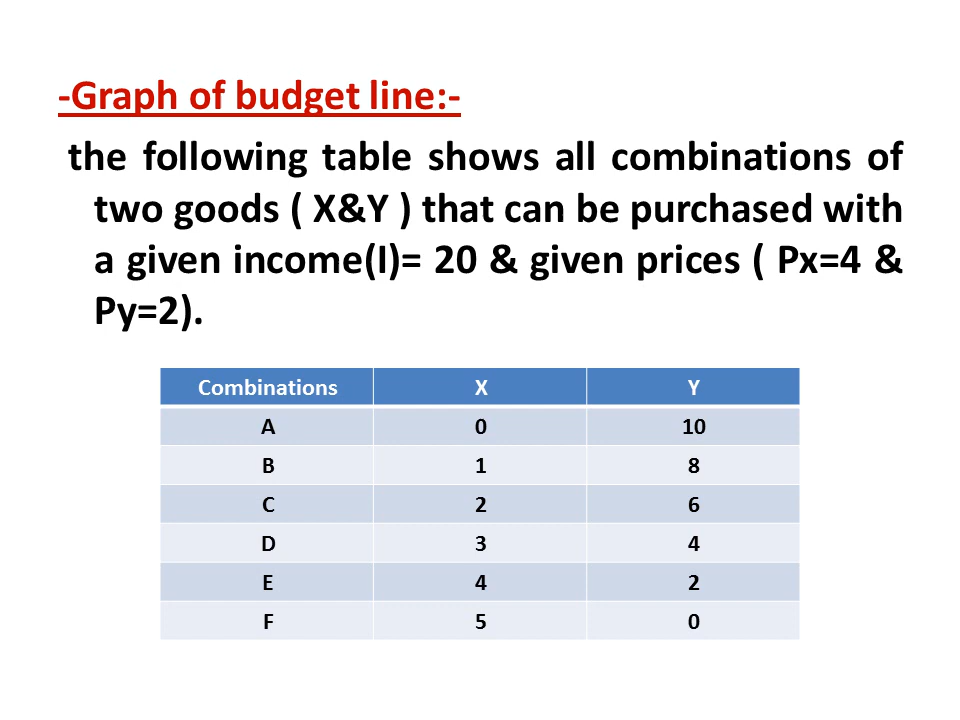 -Graph of budget line:-
the following table shows all combinations of
two goods ( X&Y ) that can be purchased with
a given income(I)= 20 & given prices ( Px=4 &
Py=2).
Combinations X Y
A 0 10
B 1 8
C 2 6
D 3 4
E 4 2
F 5 0